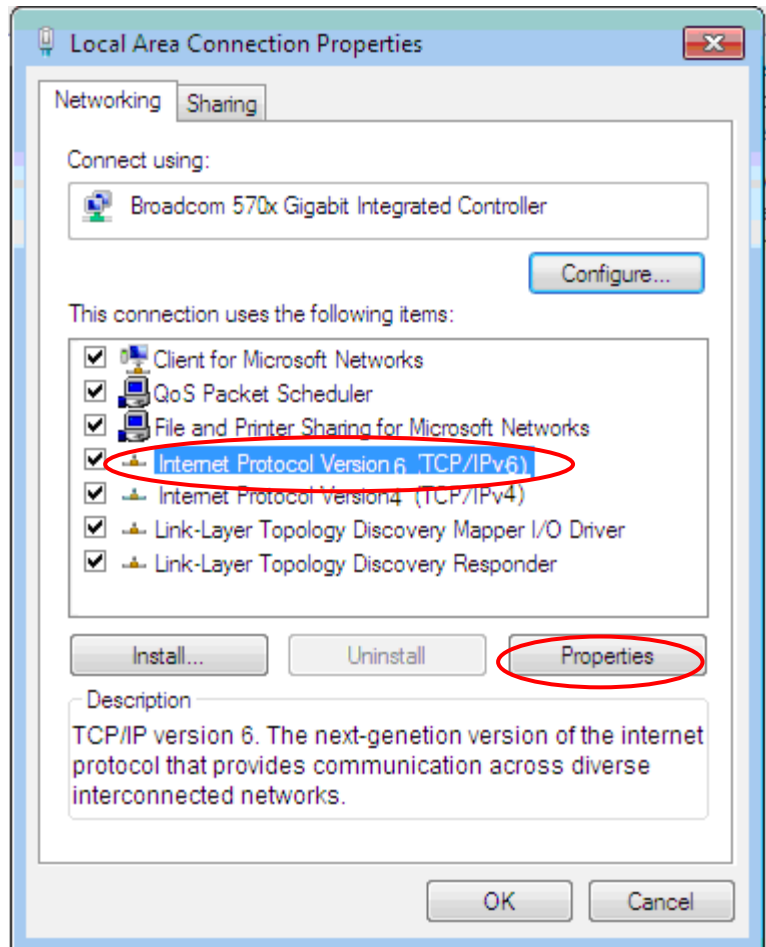 Local Area Connection Properties
Networking
Sharing
Connect using:
Broadcom 570x Gigabit Integrated Controller
Configure...
This connection uses the following items:
Client for Microsoft Networks
QoS Packet Scheduler
File and Printer Sharing for Microsoft Networks
Internet Protocol Version 6 (TCP/IPv6)
Internet Protocol Version4 (TCP/IPv4)
Link-Layer Topology Discovery Mapper I/O Driver
Link-Layer Topology Discovery Responder
Install...
Uninstall
Properties
Description
TCP/IP version 6. The next-genetion version of the internet
protocol that provides communication across diverse
interconnected networks.
OK
Cancel